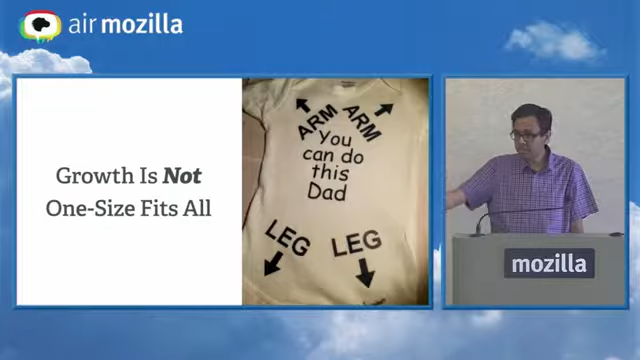 air mozilla
Growth Is Not
One-Size Fits All
ARM ARM
You
can do
this
Dad
LEG LEG
mozilla